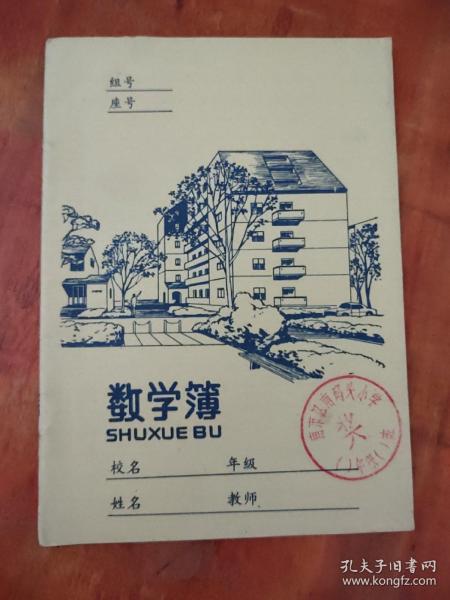 组号
座号
数学簿
SHUXUE BU
校名 年级
姓名 教师
奖
孔夫子旧书网
www.kongfz.com